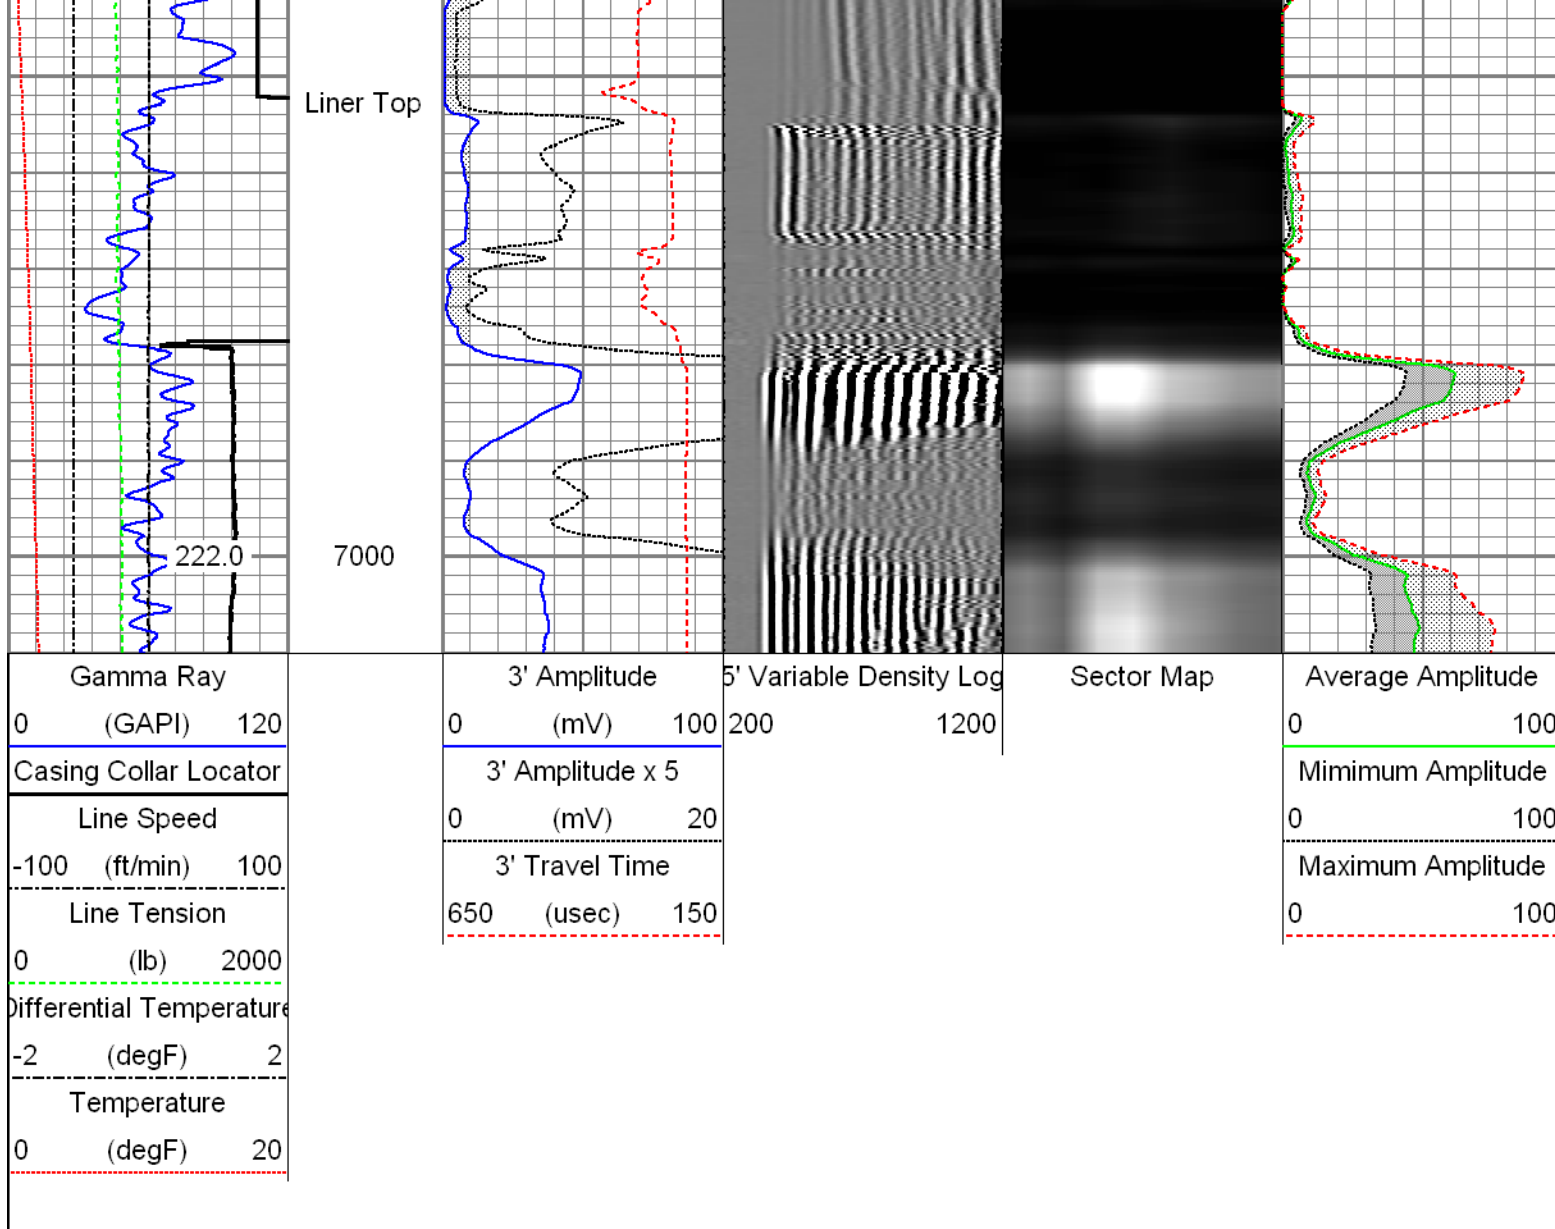 Liner Top
222.0
7000
Gamma Ray
0 (GAPI) 120
Casing Collar Locator
Line Speed
-100 (ft/min) 100
Line Tension
0 (lb) 2000
Differential Temperature
-2 (degF) 2
Temperature
0 (degF) 20
3' Amplitude
0 (mV) 100
3' Amplitude x 5
0 (mV) 20
3' Travel Time
650 (usec) 150
5' Variable Density Log
200 1200
Sector Map
Average Amplitude
0 100
Mimimum Amplitude
0 100
Maximum Amplitude
0 100